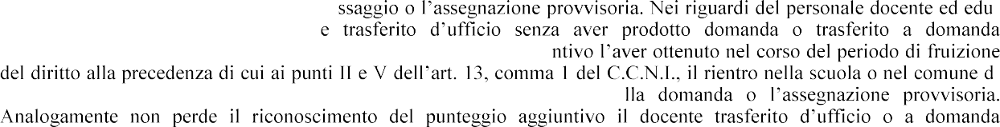 ssaggio o l’assegnazione provvisoria. Nei riguardi del personale docente ed edu
e trasferito d’ufficio senza aver prodotto domanda o trasferito a domanda
ntivo l’aver ottenuto nel corso del periodo di fruizione
del diritto alla precedenza di cui ai punti II e V dell’art. 13, comma 1 del C.C.N.I., il rientro nella scuola o nel comune d
lla domanda o l’assegnazione provvisoria.
Analogamente non perde il riconoscimento del punteggio aggiuntivo il docente trasferito d’ufficio o a domanda